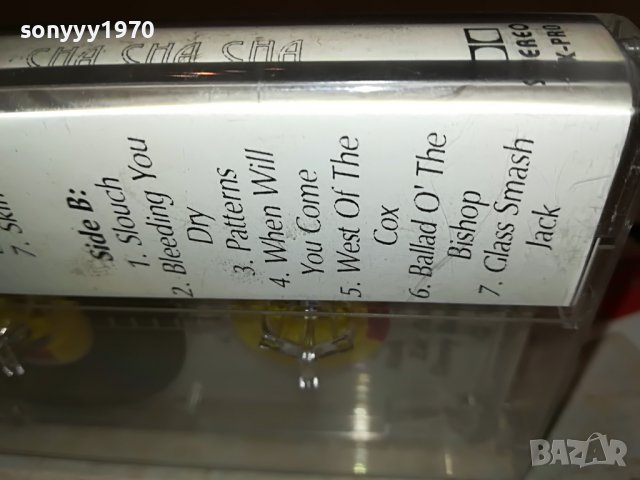 sonyyy1970
CHA CHA CHA
STEREO
X-PRO
7. Skin
Side B:
1. Slouch
2. Bleeding You
Dry
3. Patterns
4. When Will
You Come
5. West Of The
Cox
6. Ballad O' The
Bishop
7. Glass Smash
Jack
BAZAR